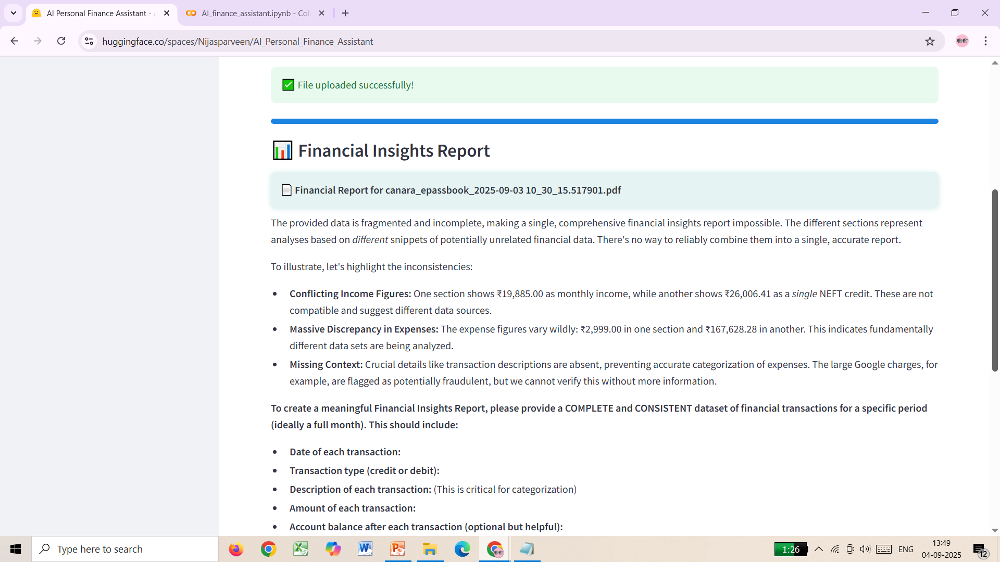 AI Personal Finance Assistant -
AI_finance_assistant.ipynb - Col
huggingface.co/spaces/Nijasparveen/AI_Personal_Finance_Assistant
File uploaded successfully!
Financial Insights Report
Financial Report for canara_epassbook_2025-09-03 10_30_15.517901.pdf
The provided data is fragmented and incomplete, making a single, comprehensive financial insights report impossible. The different sections represent
analyses based on different snippets of potentially unrelated financial data. There's no way to reliably combine them into a single, accurate report.
To illustrate, let's highlight the inconsistencies:
Conflicting Income Figures: One section shows ₹19,885.00 as monthly income, while another shows ₹26,006.41 as a single NEFT credit. These are not
compatible and suggest different data sources.
Massive Discrepancy in Expenses: The expense figures vary wildly: ₹2,999.00 in one section and ₹167,628.28 in another. This indicates fundamentally
different data sets are being analyzed.
Missing Context: Crucial details like transaction descriptions are absent, preventing accurate categorization of expenses. The large Google charges, for
example, are flagged as potentially fraudulent, but we cannot verify this without more information.
To create a meaningful Financial Insights Report, please provide a COMPLETE and CONSISTENT dataset of financial transactions for a specific period
(ideally a full month). This should include:
Date of each transaction:
Transaction type (credit or debit):
Description of each transaction: (This is critical for categorization)
Amount of each transaction:
Account balance after each transaction (optional but helpful):
Type here to search
1:26
ENG
13:49
04-09-2025
12